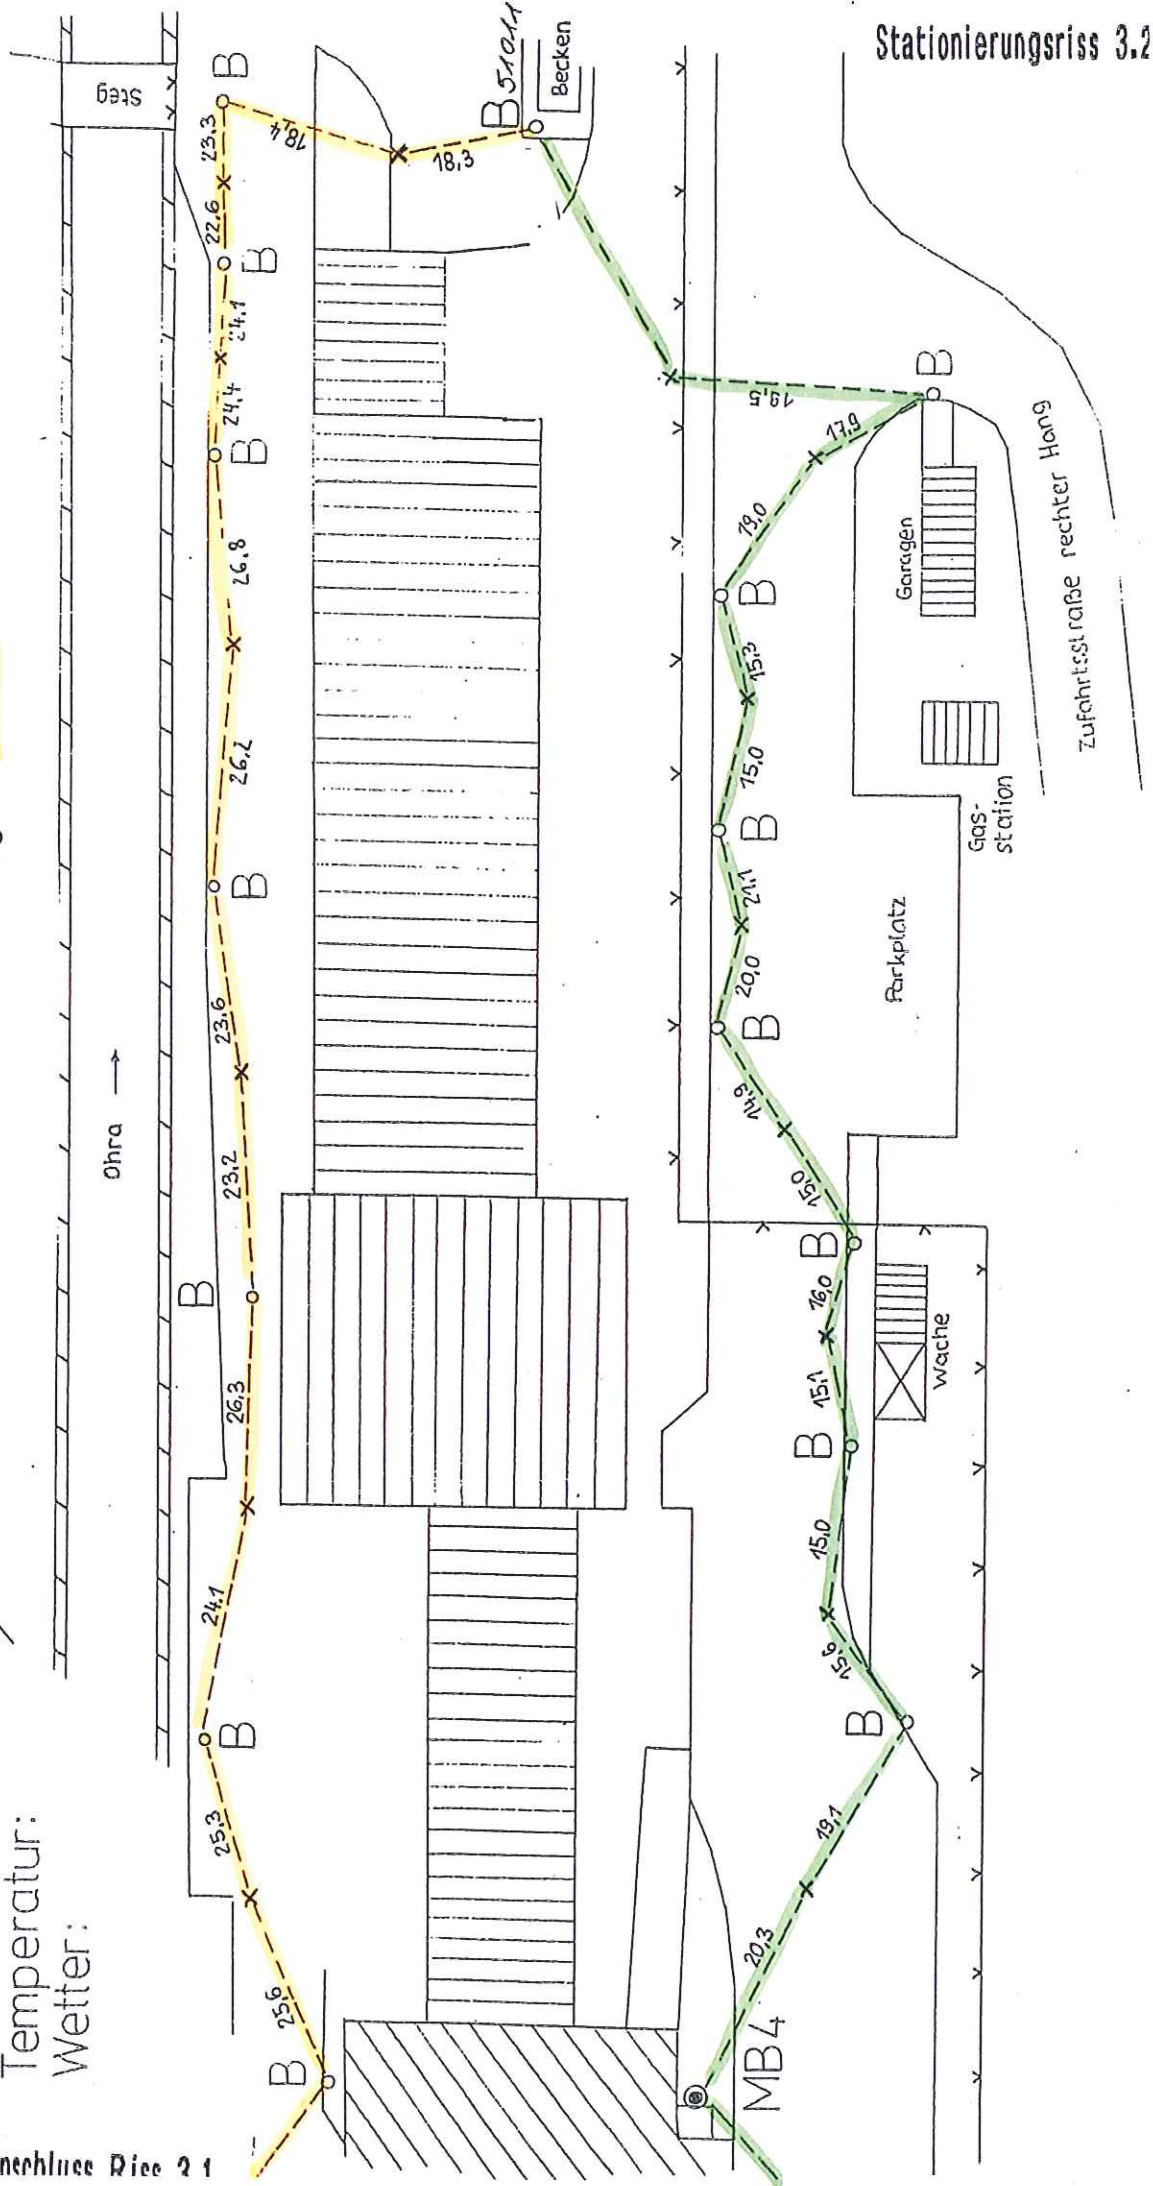 Stationierungsriss 3.2
Steg
B
B 51011
Becken
23,3
18,4
18,3
22,6
B
24,1
24,4
B
26,8
26,2
B
23,6
23,2
B
26,3
24,1
B
25,3
25,6
B
Ohra →
19,5
B
17,9
19,0
B
15,3
15,0
B
21,1
20,0
B
14,9
15,0
B
16,0
15,1
B
15,0
15,6
B
19,1
20,3
MB4
Garagen
Zufahrtsstraße rechter Hang
Gas-
station
Parkplatz
Wache
Temperatur:
Wetter: